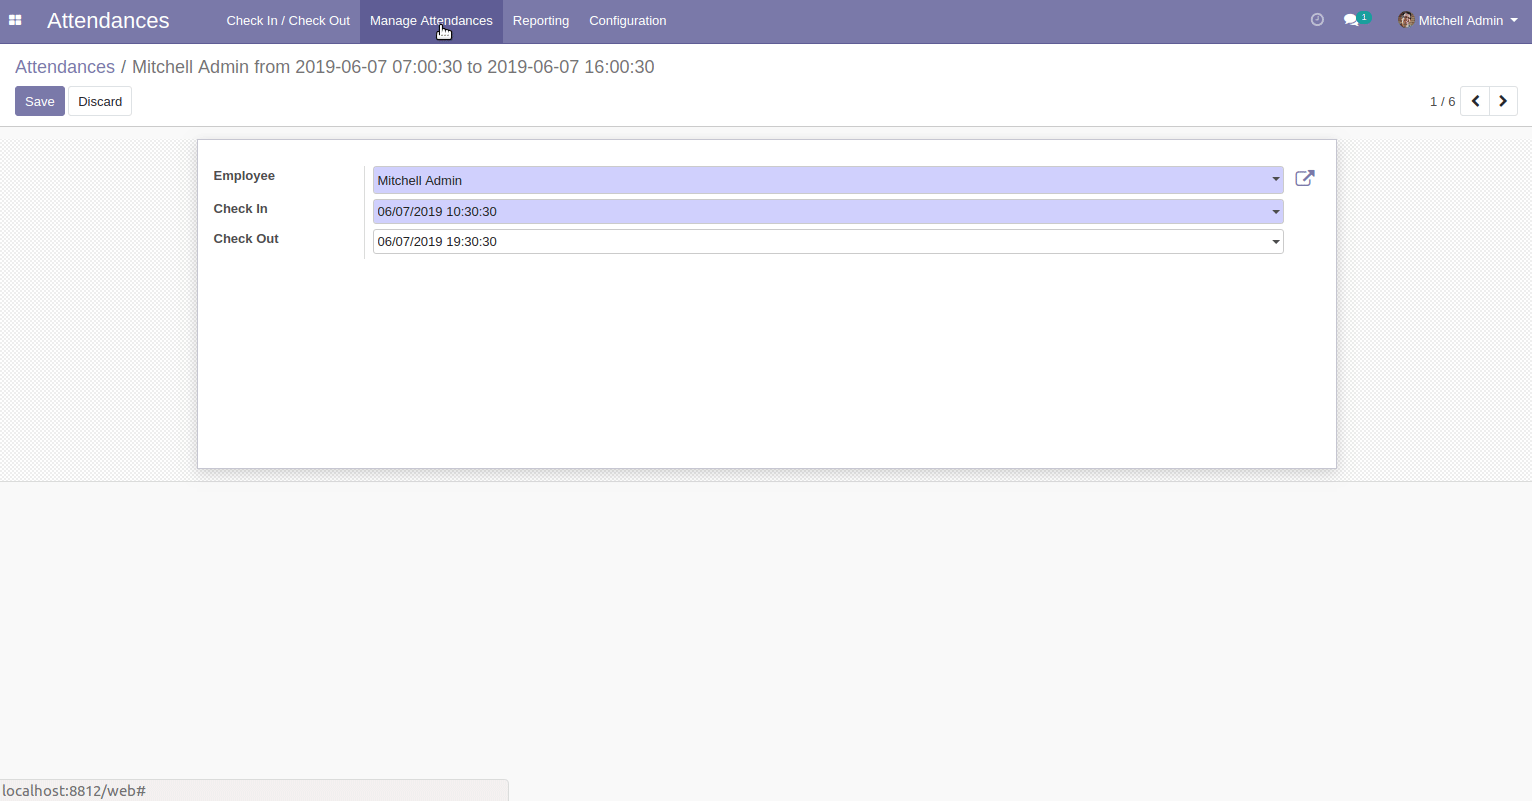 Attendances Check In / Check Out Manage Attendances Reporting Configuration 1 Mitchell Admin
Attendances / Mitchell Admin from 2019-06-07 07:00:30 to 2019-06-07 16:00:30
Save Discard 1 / 6
Employee Mitchell Admin
Check In 06/07/2019 10:30:30
Check Out 06/07/2019 19:30:30
localhost:8812/web#